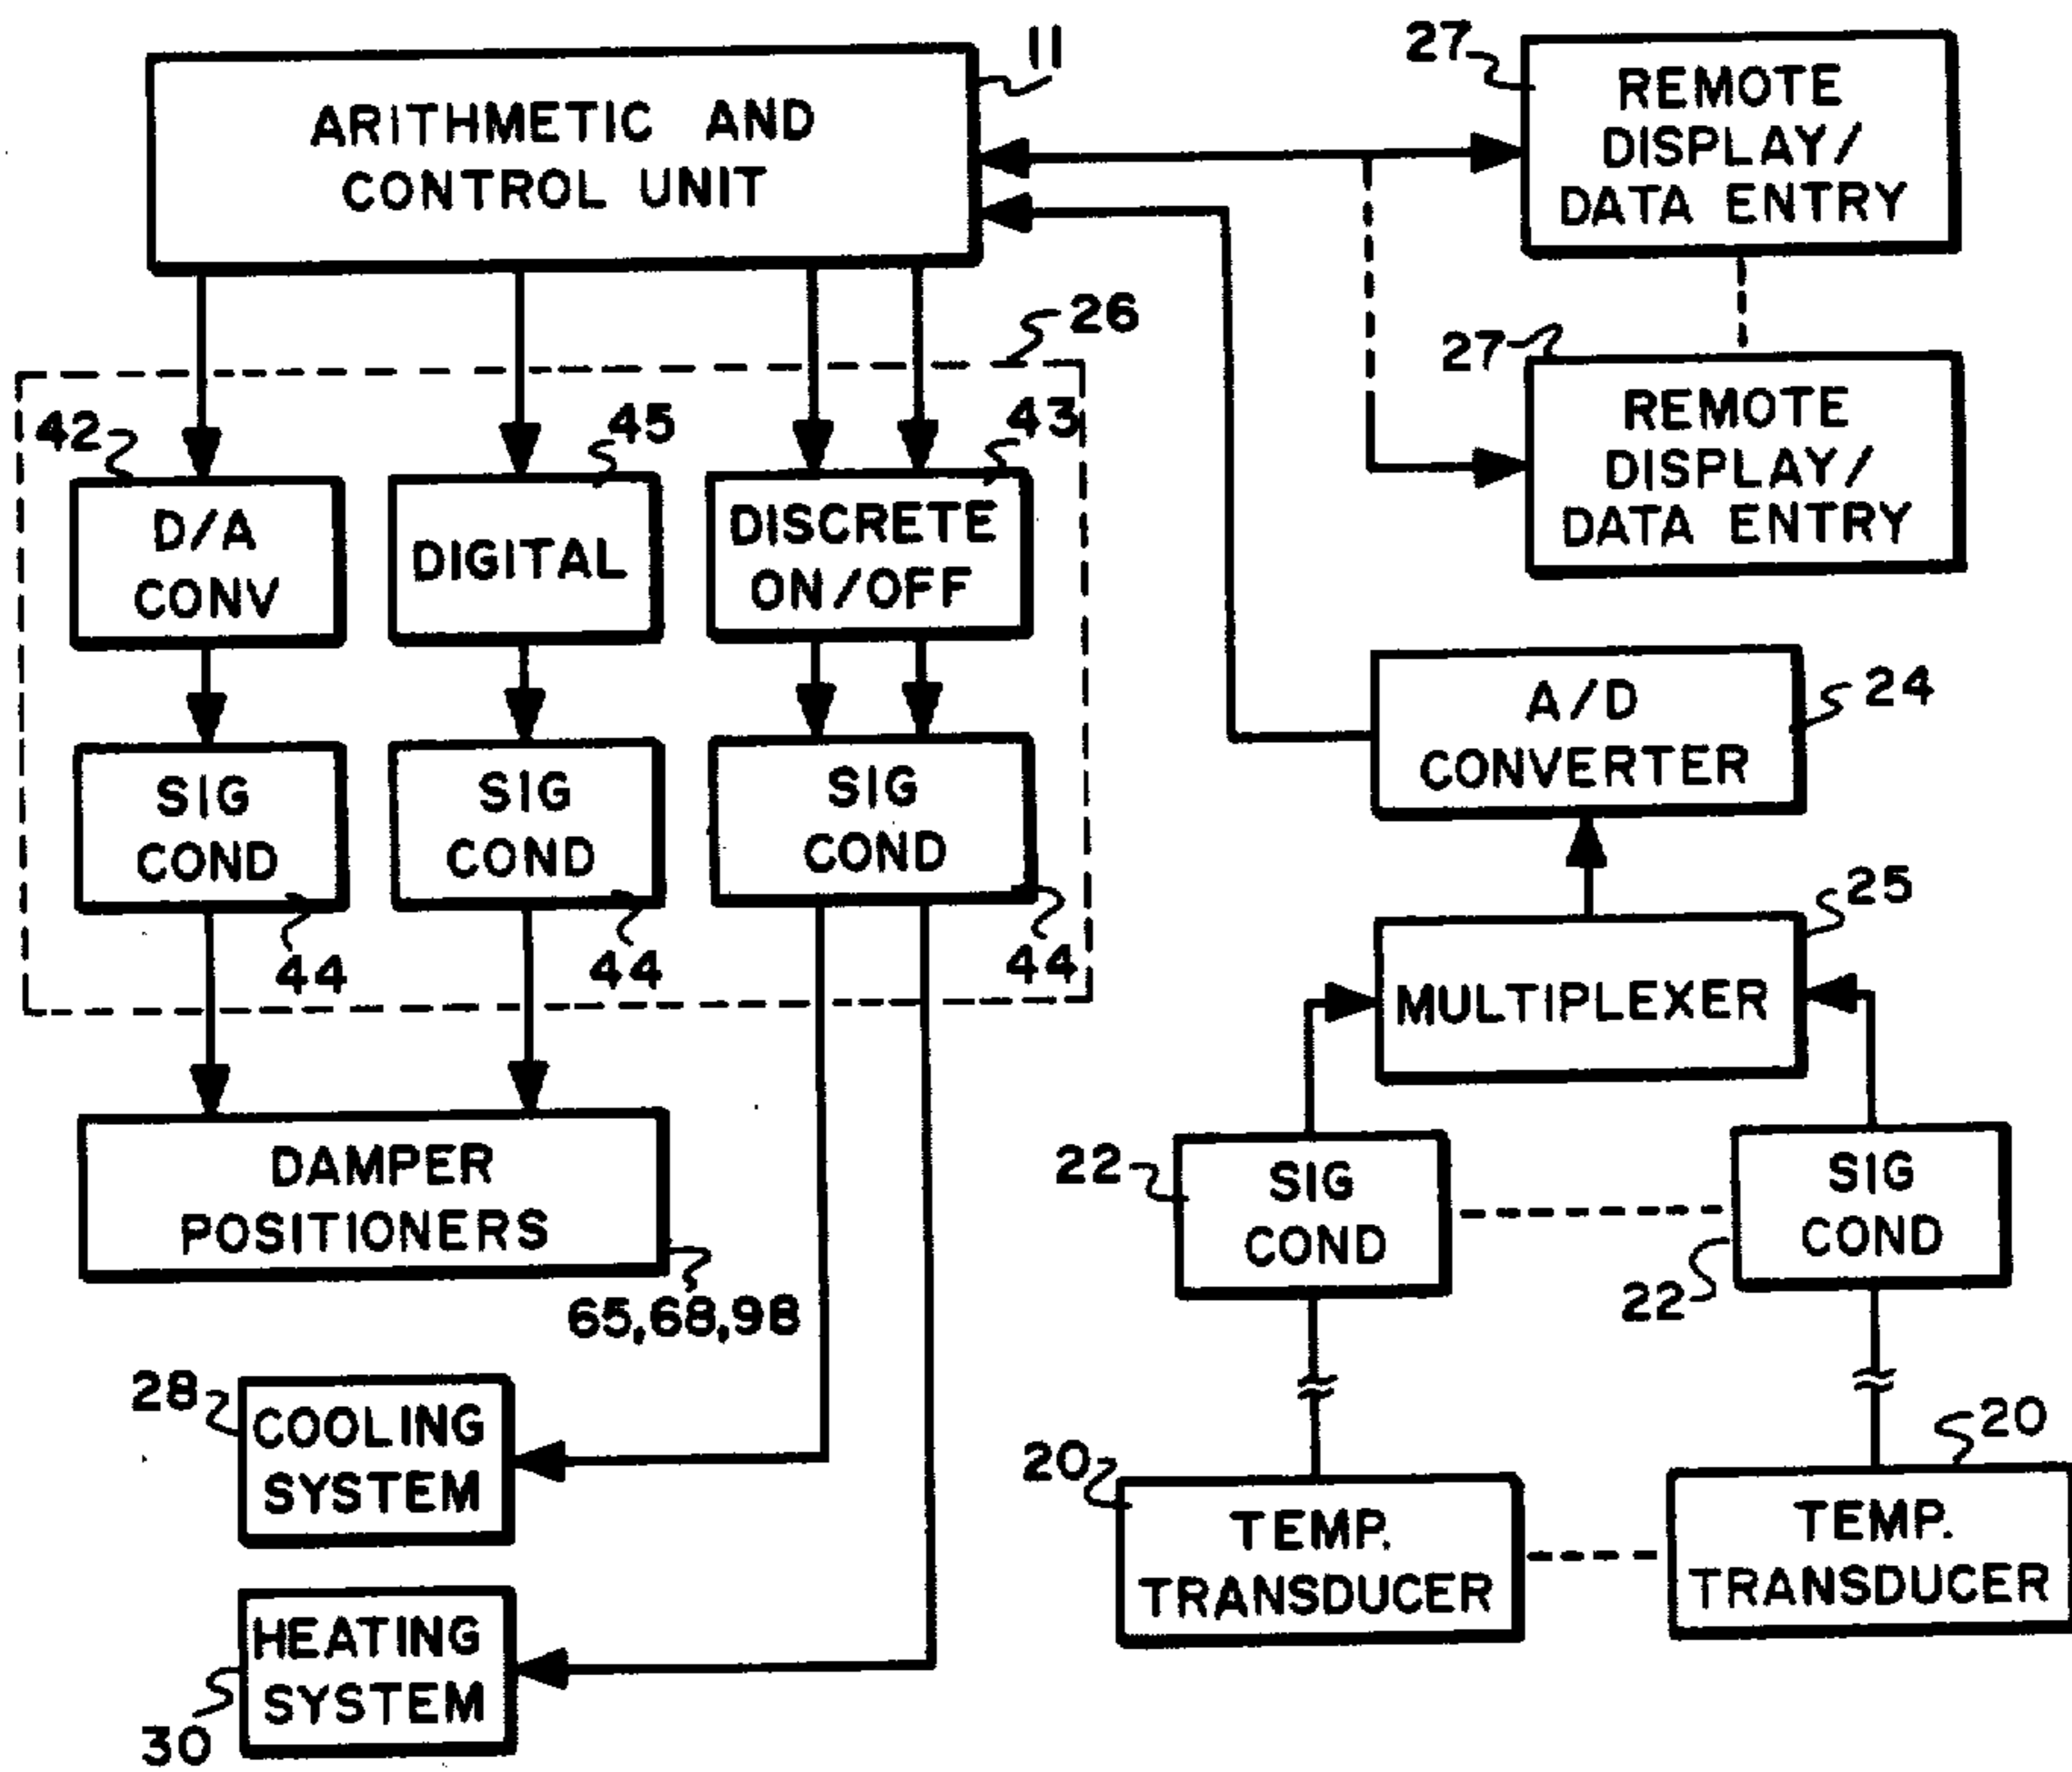 ARITHMETIC AND
CONTROL UNIT
11
27
REMOTE
DISPLAY/
DATA ENTRY
26
27
REMOTE
DISPLAY/
DATA ENTRY
42
45
43
D/A
CONV
DIGITAL
DISCRETE
ON/OFF
SIG
COND
44
SIG
COND
44
SIG
COND
44
A/D
CONVERTER
24
25
MULTIPLEXER
DAMPER
POSITIONERS
65,68,98
22
SIG
COND
SIG
COND
22
28
COOLING
SYSTEM
HEATING
SYSTEM
30
20
TEMP.
TRANSDUCER
20
TEMP.
TRANSDUCER